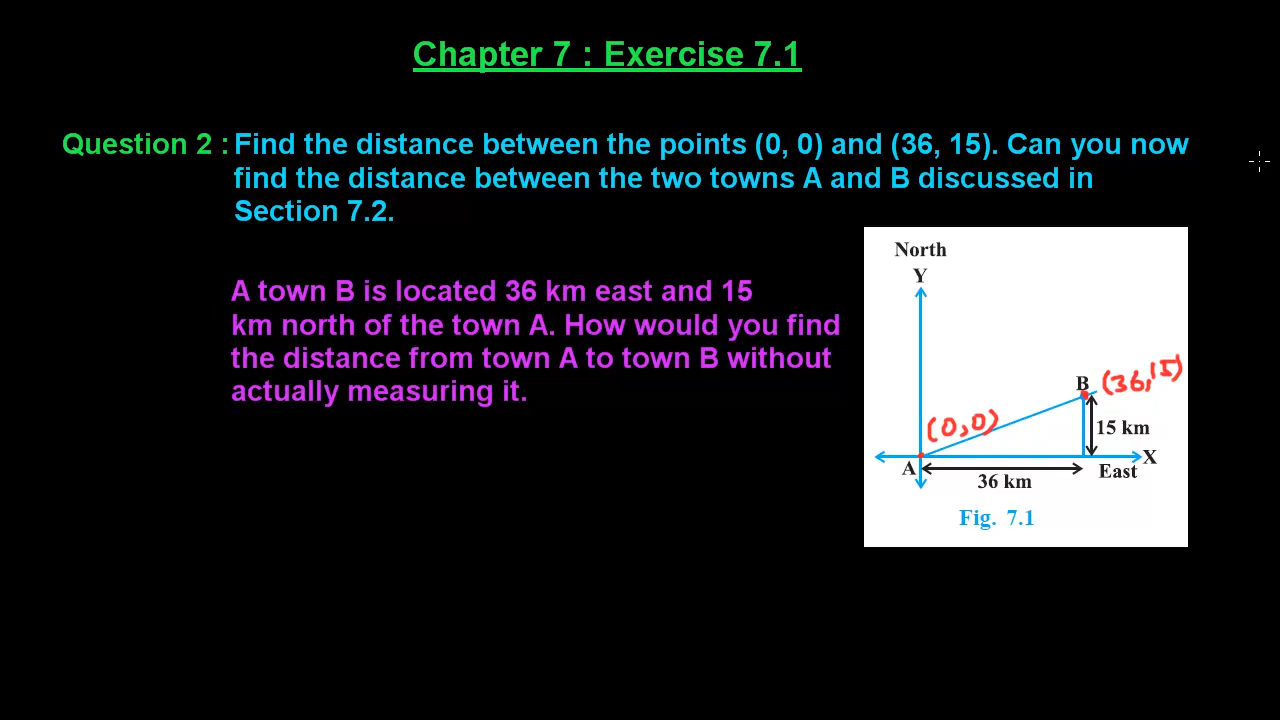 Chapter 7 : Exercise 7.1
Question 2 : Find the distance between the points (0, 0) and (36, 15). Can you now
find the distance between the two towns A and B discussed in
Section 7.2.
A town B is located 36 km east and 15
km north of the town A. How would you find
the distance from town A to town B without
actually measuring it.
North
Y
B (36,15)
(0,0)
15 km
X
A
East
36 km
Fig. 7.1